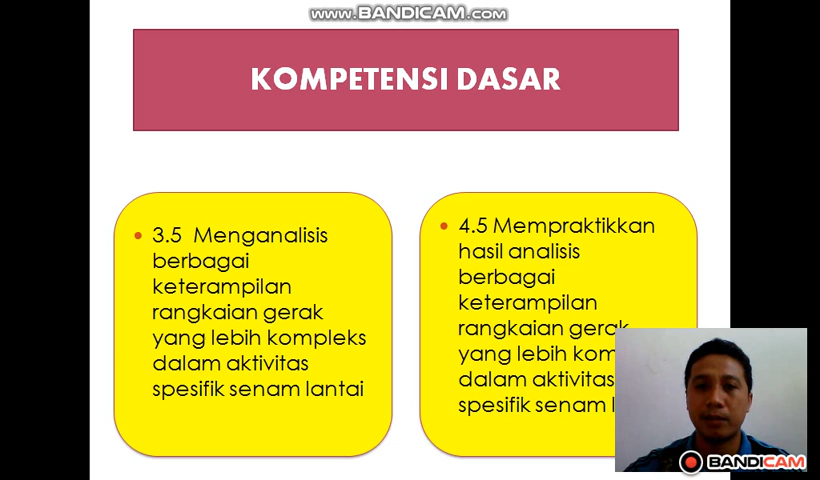 www.BANDICAM.com
KOMPETENSI DASAR
3.5 Menganalisis
berbagai
keterampilan
rangkaian gerak
yang lebih kompleks
dalam aktivitas
spesifik senam lantai
4.5 Mempraktikkan
hasil analisis
berbagai
keterampilan
rangkaian gerak
yang lebih
dalam aktivitas
spesifik senam
BANDICAM